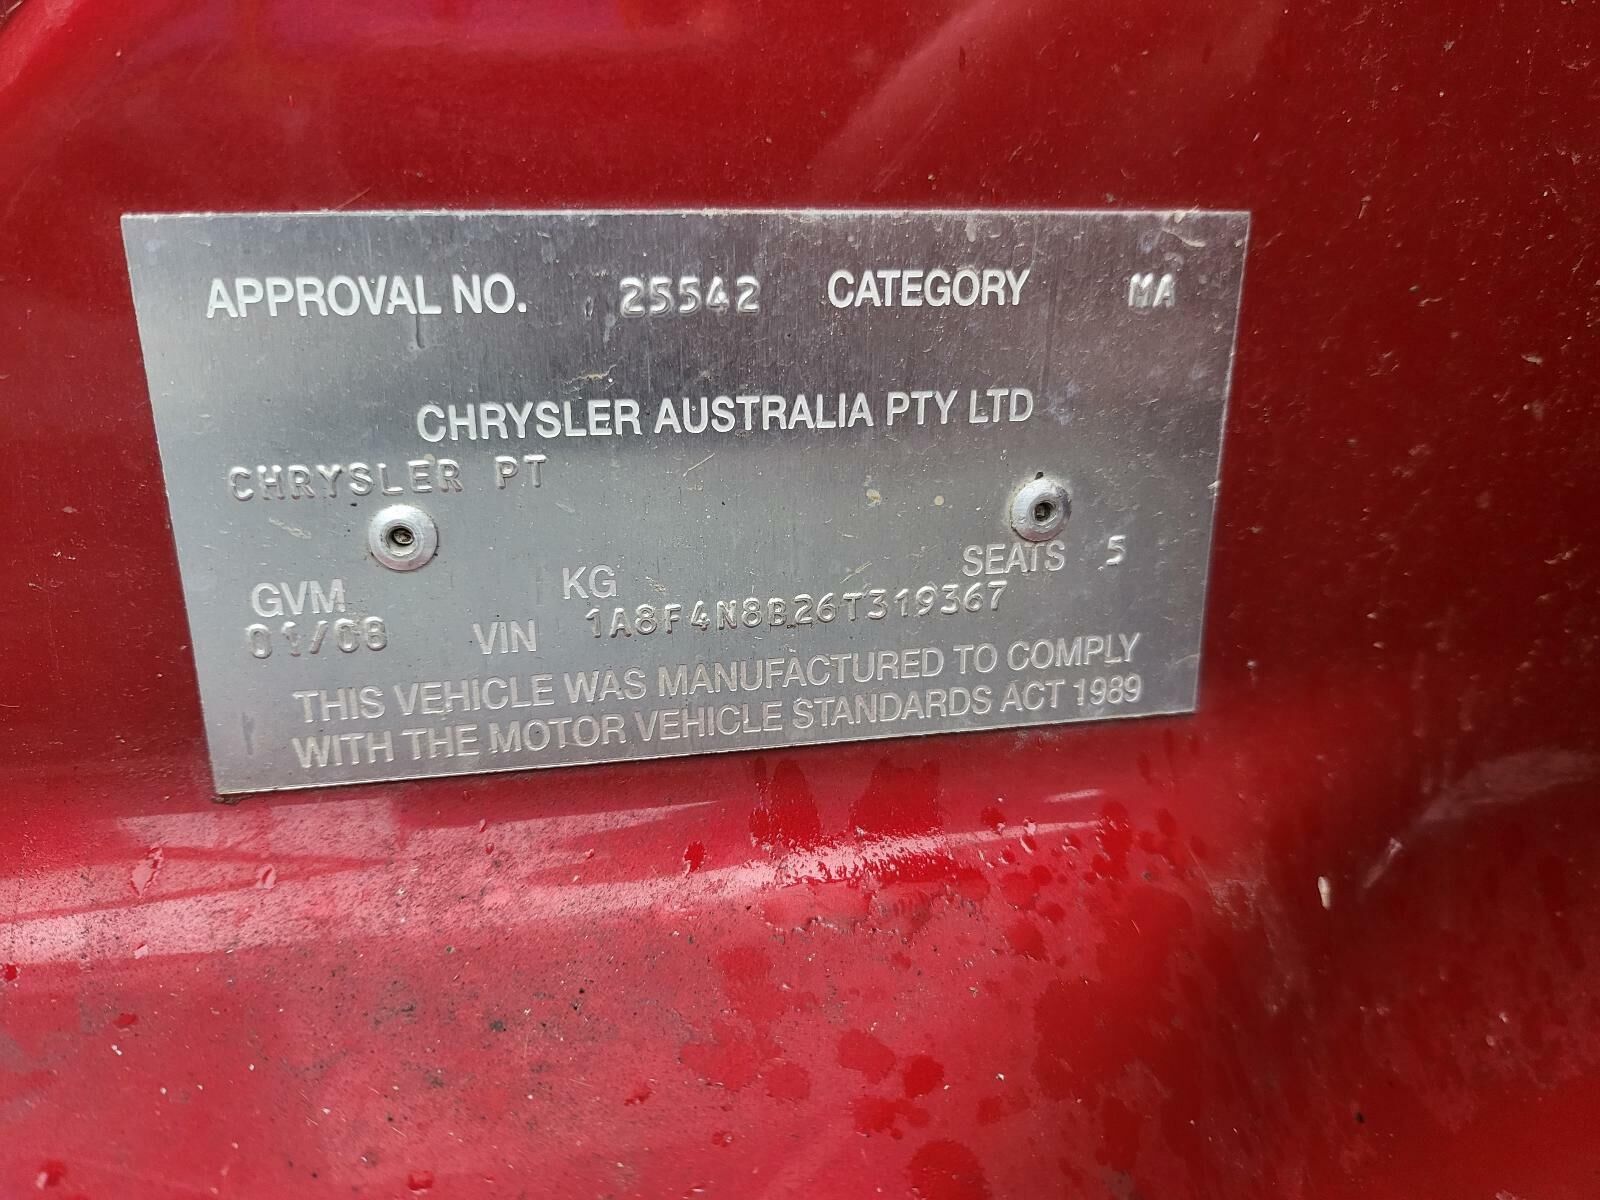 APPROVAL NO. 25542 CATEGORY MA
CHRYSLER AUSTRALIA PTY LTD
CHRYSLER PT
GVM KG SEATS 5
01/08 VIN 1A8F4N8B26T319367
THIS VEHICLE WAS MANUFACTURED TO COMPLY
WITH THE MOTOR VEHICLE STANDARDS ACT 1989